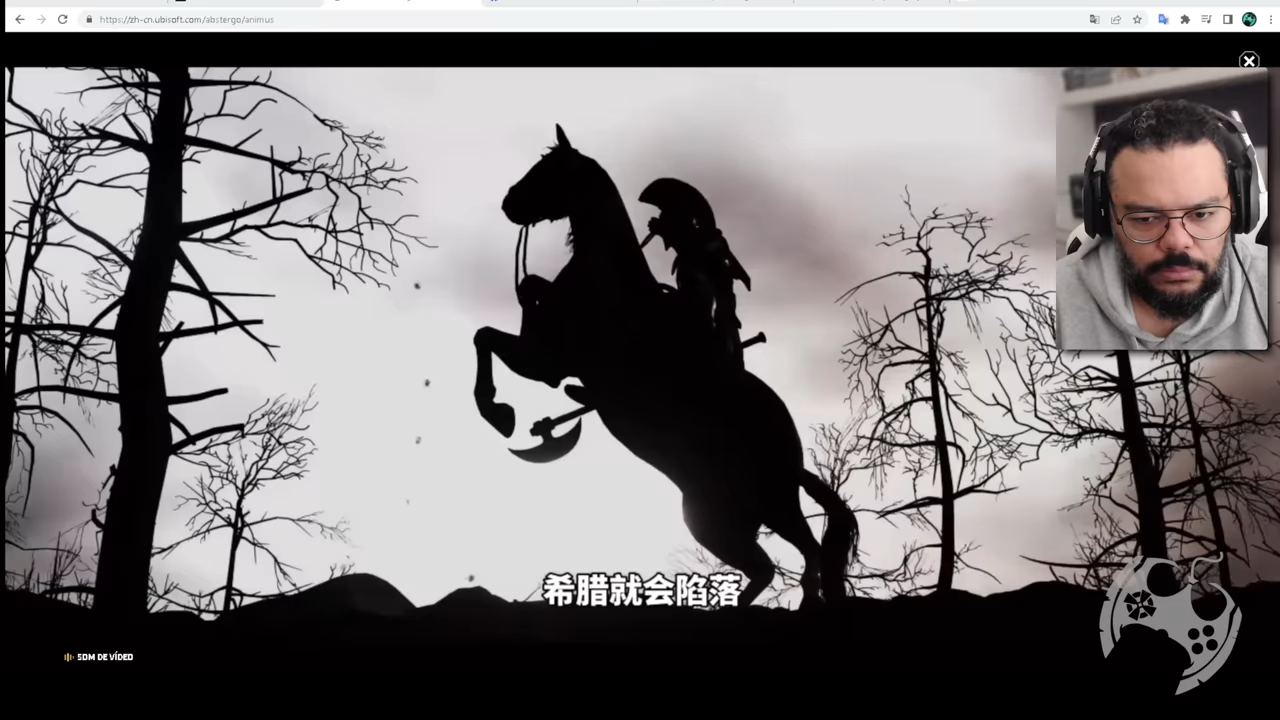 https://zh-cn.ubisoft.com/abstergo/animus
希腊就会陷落
SOM DE VÍDEO